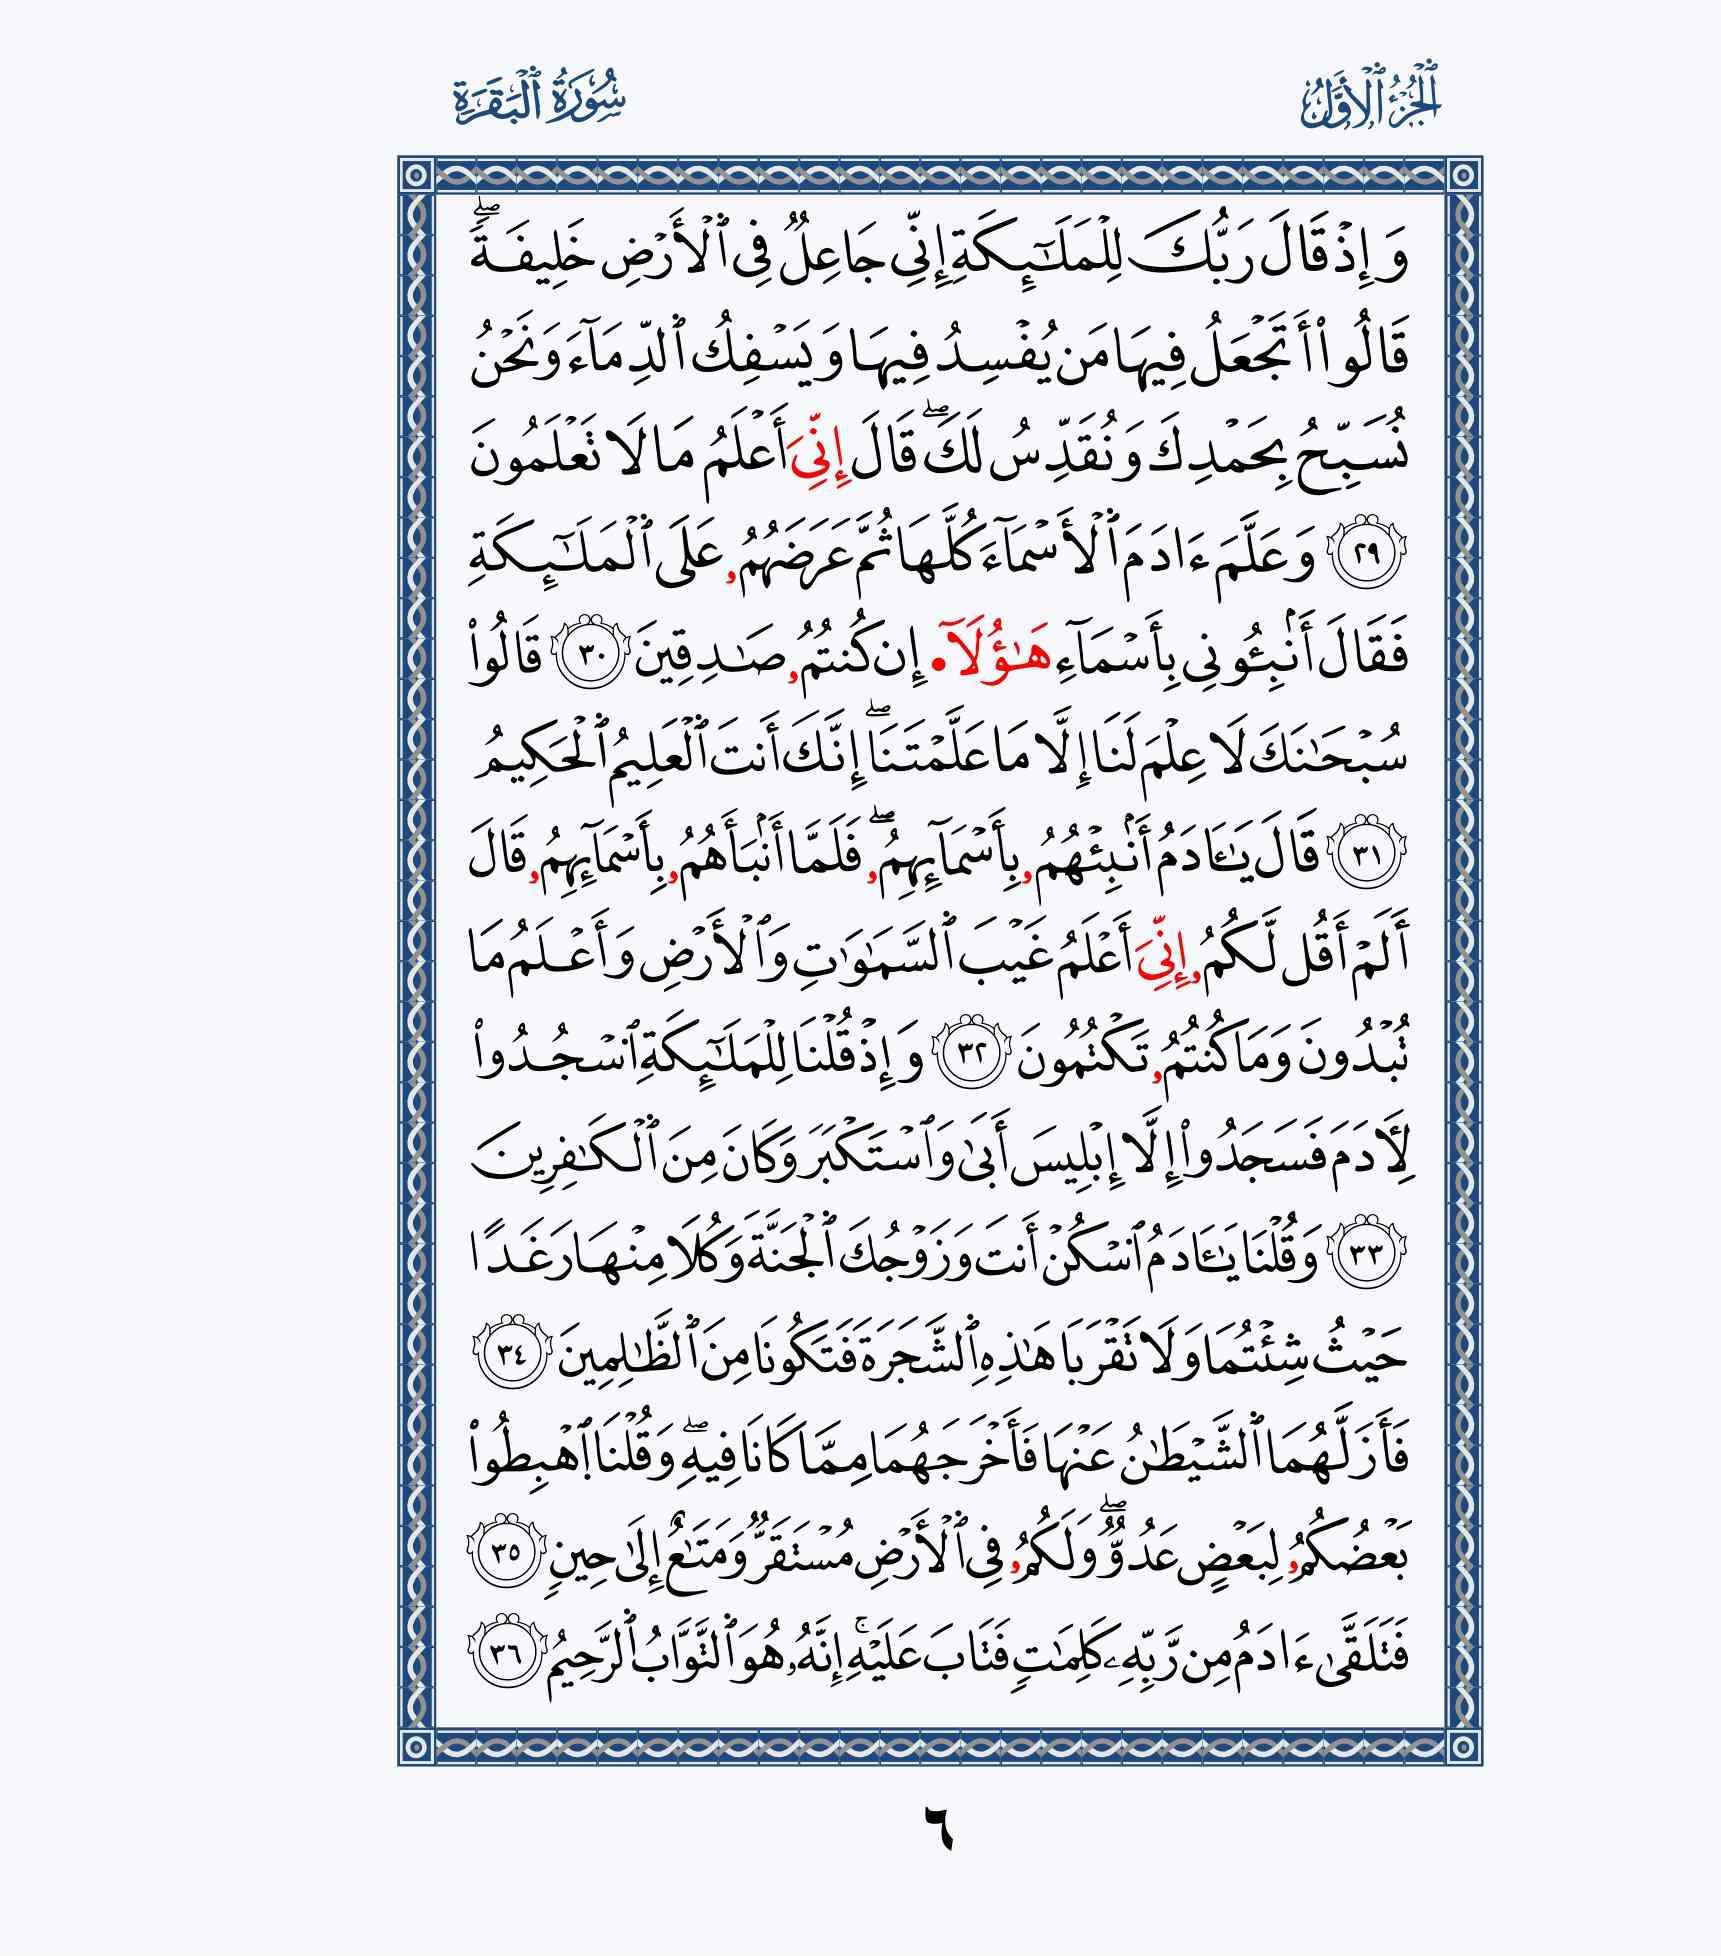 ٱلْجُزْءُ ٱلْأَوَّلُ
سُورَةُ ٱلْبَقَرَةِ
وَإِذْ قَالَ رَبُّكَ لِلْمَلَٰٓئِكَةِ إِنِّي جَاعِلٌ فِي ٱلْأَرْضِ خَلِيفَةٗۖ
قَالُوٓاْ أَتَجْعَلُ فِيهَا مَن يُفْسِدُ فِيهَا وَيَسْفِكُ ٱلدِّمَآءَ وَنَحْنُ
نُسَبِّحُ بِحَمْدِكَ وَنُقَدِّسُ لَكَۖ قَالَ إِنِّيَ أَعْلَمُ مَا لَا تَعْلَمُونَ
٢٩ وَعَلَّمَ ءَادَمَ ٱلْأَسْمَآءَ كُلَّهَا ثُمَّ عَرَضَهُمُۥ عَلَى ٱلْمَلَٰٓئِكَةِ
فَقَالَ أَنۢبِـُٔونِي بِأَسْمَآءِ هَٰٓؤُلَآ• إِن كُنتُمُۥ صَٰدِقِينَ ٣٠ قَالُواْ
سُبْحَٰنَكَ لَا عِلْمَ لَنَا إِلَّا مَا عَلَّمْتَنَاۖ إِنَّكَ أَنتَ ٱلْعَلِيمُ ٱلْحَكِيمُ
٣١ قَالَ يَٰـَٔادَمُ أَنۢبِئْهُمُۥ بِأَسْمَآئِهِمُۥۖ فَلَمَّا أَنۢبَأَهُمُۥ بِأَسْمَآئِهِمُۥ قَالَ
أَلَمْ أَقُل لَّكُمُۥ إِنِّيَ أَعْلَمُ غَيْبَ ٱلسَّمَٰوَٰتِ وَٱلْأَرْضِ وَأَعْلَمُ مَا
تُبْدُونَ وَمَا كُنتُمُۥ تَكْتُمُونَ ٣٢ وَإِذْ قُلْنَا لِلْمَلَٰٓئِكَةِ ٱسْجُدُواْ
لِأٓدَمَ فَسَجَدُواْ إِلَّا إِبْلِيسَ أَبَىٰ وَٱسْتَكْبَرَ وَكَانَ مِنَ ٱلْكَٰفِرِينَ
٣٣ وَقُلْنَا يَٰـَٔادَمُ ٱسْكُنْ أَنتَ وَزَوْجُكَ ٱلْجَنَّةَ وَكُلَا مِنْهَا رَغَدًا
حَيْثُ شِئْتُمَا وَلَا تَقْرَبَا هَٰذِهِ ٱلشَّجَرَةَ فَتَكُونَا مِنَ ٱلظَّٰلِمِينَ ٣٤
فَأَزَلَّهُمَا ٱلشَّيْطَٰنُ عَنْهَا فَأَخْرَجَهُمَا مِمَّا كَانَا فِيهِۖ وَقُلْنَا ٱهْبِطُواْ
بَعْضُكُمُۥ لِبَعْضٍ عَدُوٌّۖ وَلَكُمُۥ فِي ٱلْأَرْضِ مُسْتَقَرٌّ وَمَتَٰعٌ إِلَىٰ حِينٍ ٣٥
فَتَلَقَّىٰ ءَادَمُ مِن رَّبِّهِۦ كَلِمَٰتٍ فَتَابَ عَلَيْهِۚ إِنَّهُۥ هُوَ ٱلتَّوَّابُ ٱلرَّحِيمُ ٣٦
٦